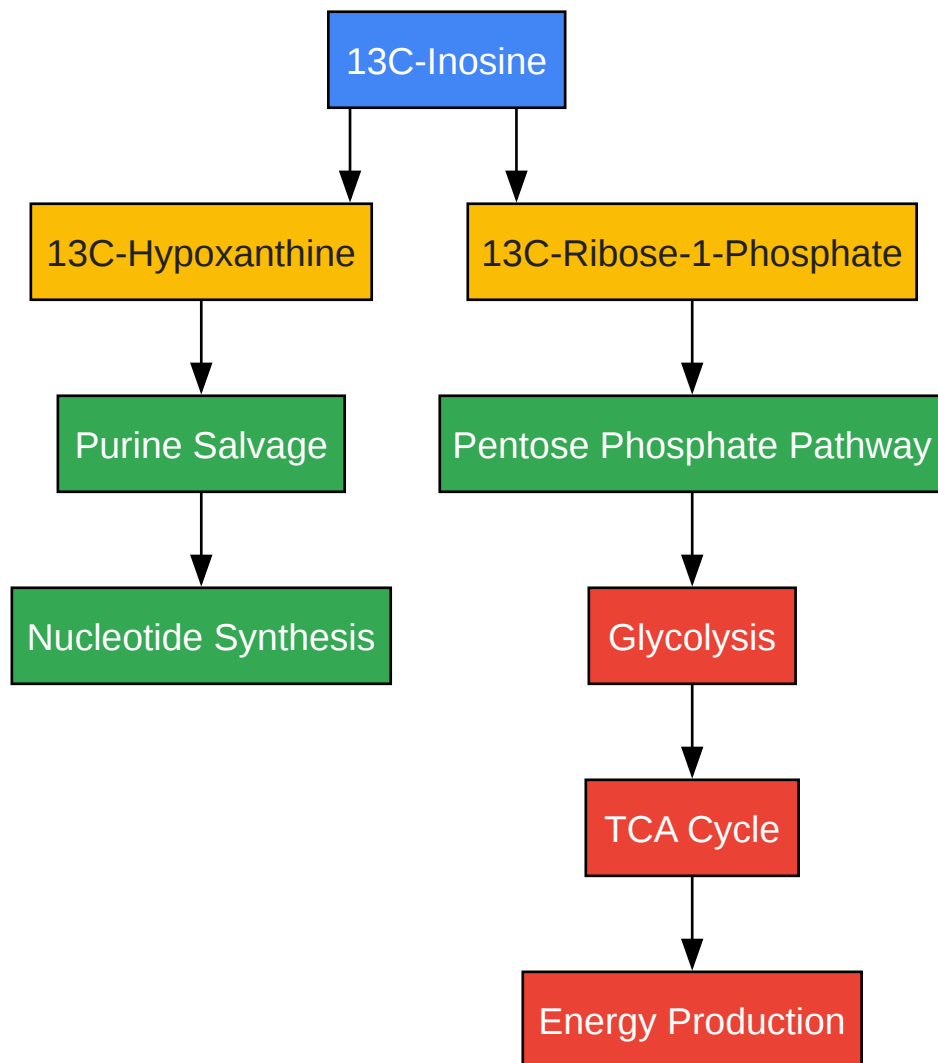 13C-Inosine
13C-Hypoxanthine
13C-Ribose-1-Phosphate
Purine Salvage
Pentose Phosphate Pathway
Nucleotide Synthesis
Glycolysis
TCA Cycle
Energy Production